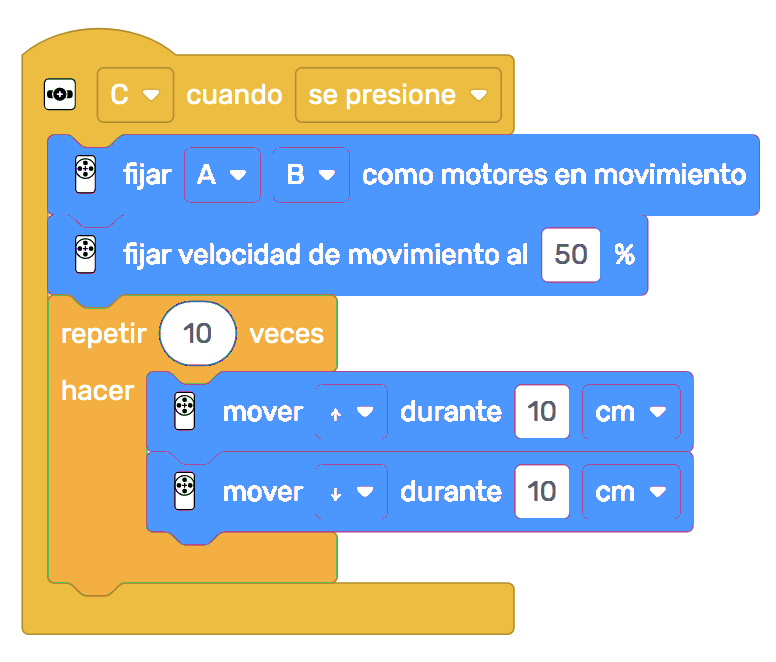 C cuando se presione
fijar A B como motores en movimiento
fijar velocidad de movimiento al 50 %
repetir 10 veces
hacer
mover ↑ durante 10 cm
mover ↓ durante 10 cm